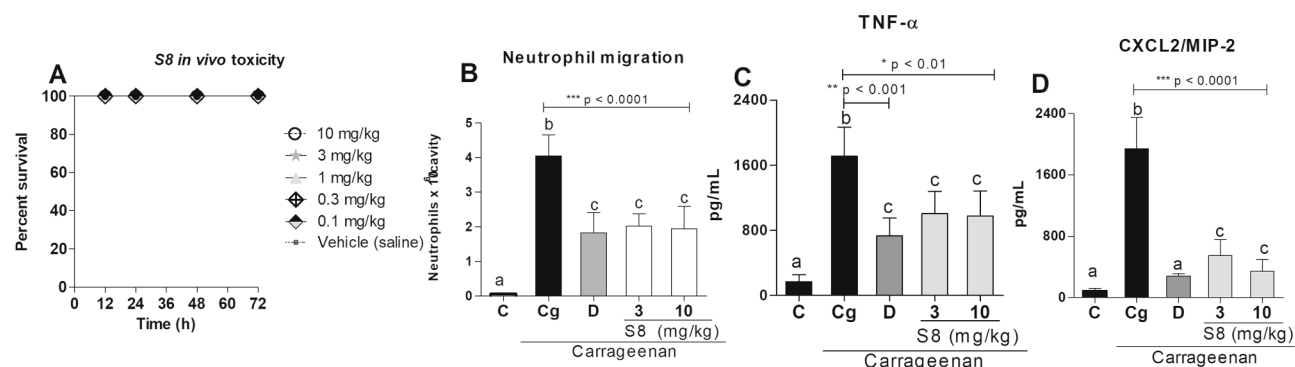 A
S8 in vivo toxicity
Percent survival
100
80
60
40
20
0
0 12 24 36 48 60 72
Time (h)
10 mg/kg
3 mg/kg
1 mg/kg
0.3 mg/kg
0.1 mg/kg
Vehicle (saline)
B
Neutrophil migration
*** p < 0.0001
Neutrophils x 10 cavity
6
5
4
3
2
1
0
a b c c c
C Cg D 3 10
S8 (mg/kg)
Carrageenan
TNF-α
C
* p < 0.01
** p < 0.001
pg/mL
2400
1600
800
0
a b c c c
C Cg D 3 10
S8 (mg/kg)
Carrageenan
CXCL2/MIP-2
D
*** p < 0.0001
pg/mL
2400
1600
800
0
a b a c c
C Cg D 3 10
S8 (mg/kg)
Carrageenan